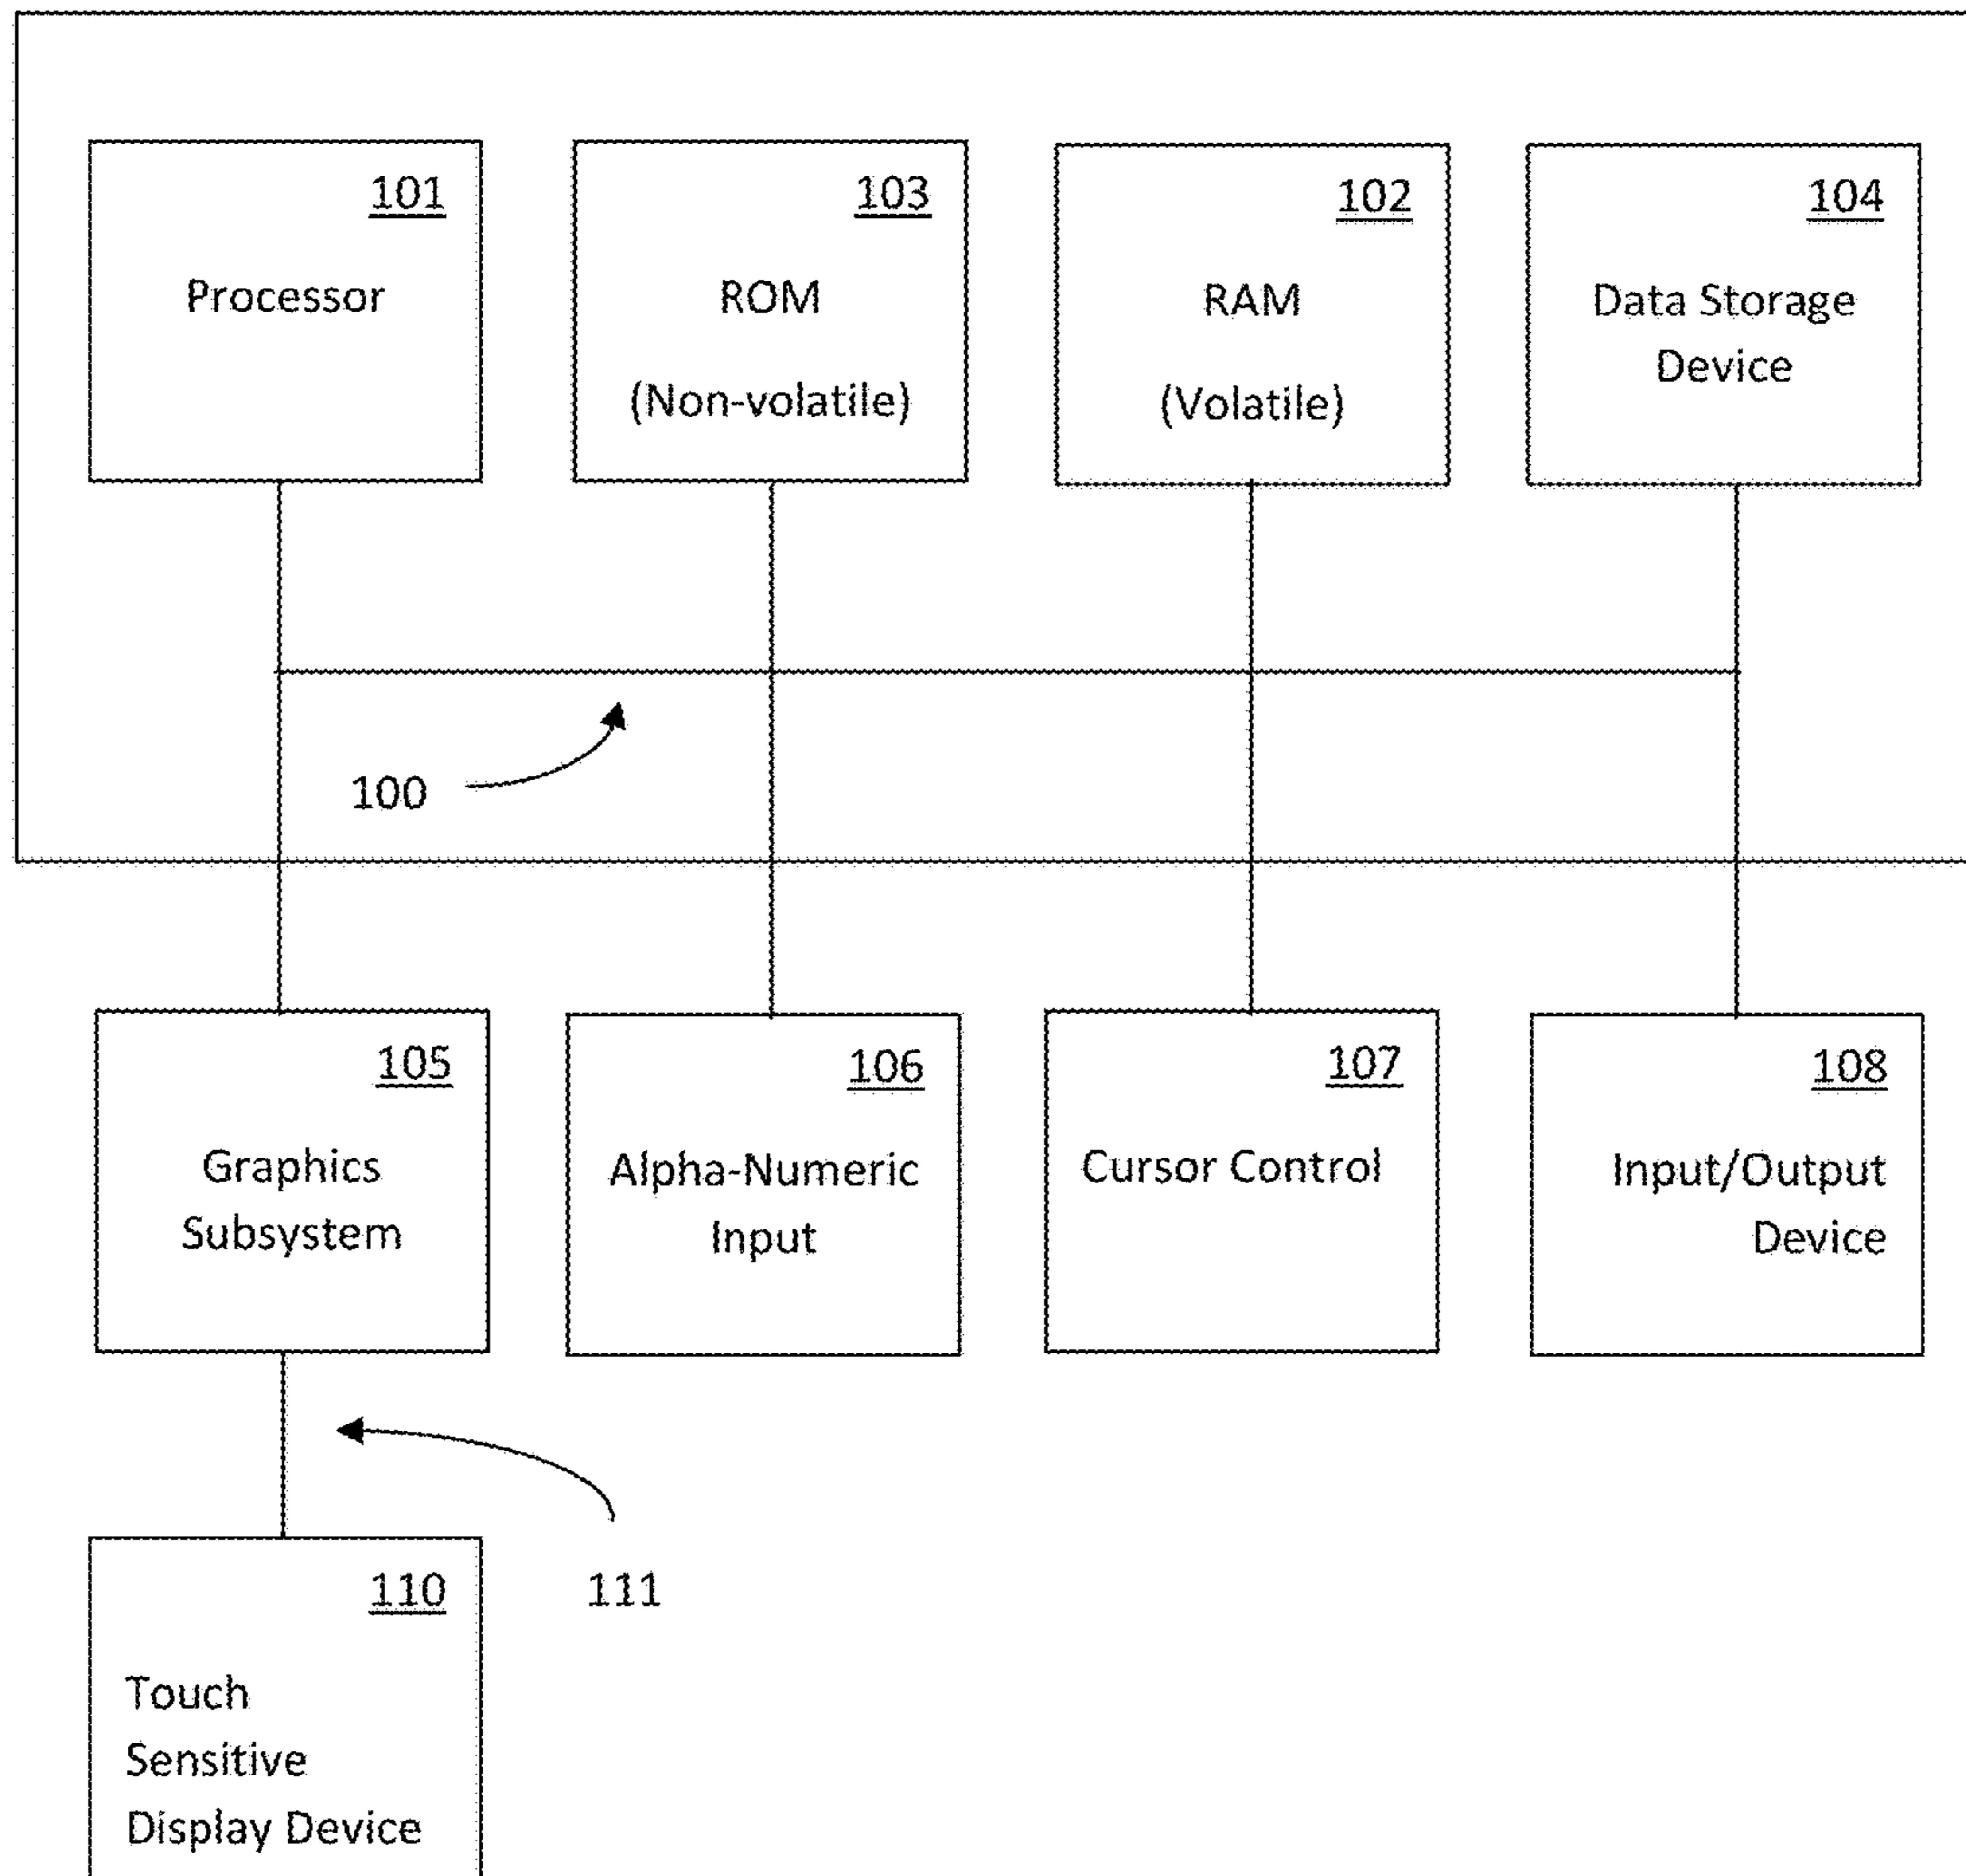 101
Processor
103
ROM
(Non-volatile)
102
RAM
(Volatile)
104
Data Storage
Device
100
105
Graphics
Subsystem
106
Alpha-Numeric
Input
107
Cursor Control
108
Input/Output
Device
111
110
Touch
Sensitive
Display Device